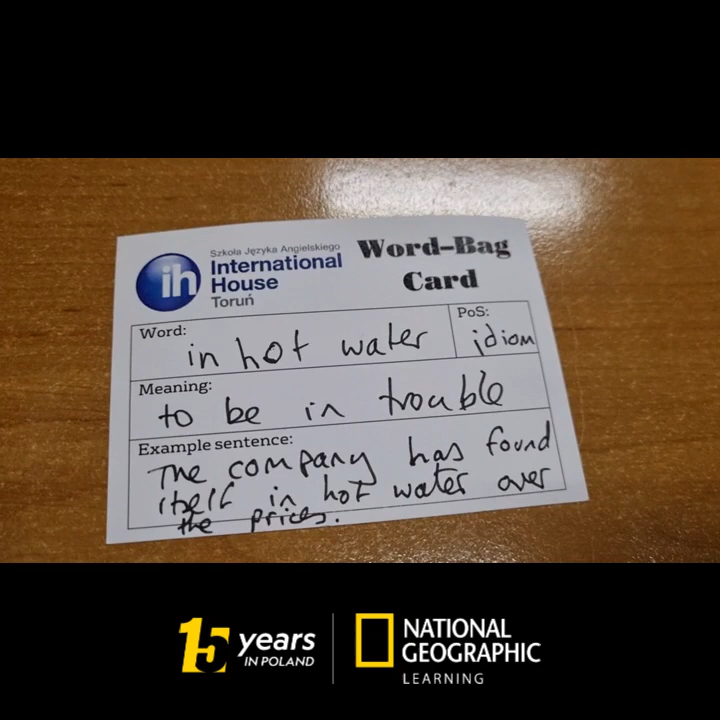 Szkoła Języka Angielskiego
ih International
House
Toruń
Word-Bag
Card
Word:
in hot water
PoS:
idiom
Meaning:
to be in trouble
Example sentence:
The company has found
itself in hot water over
the prices.
15 years
IN POLAND
NATIONAL
GEOGRAPHIC
LEARNING